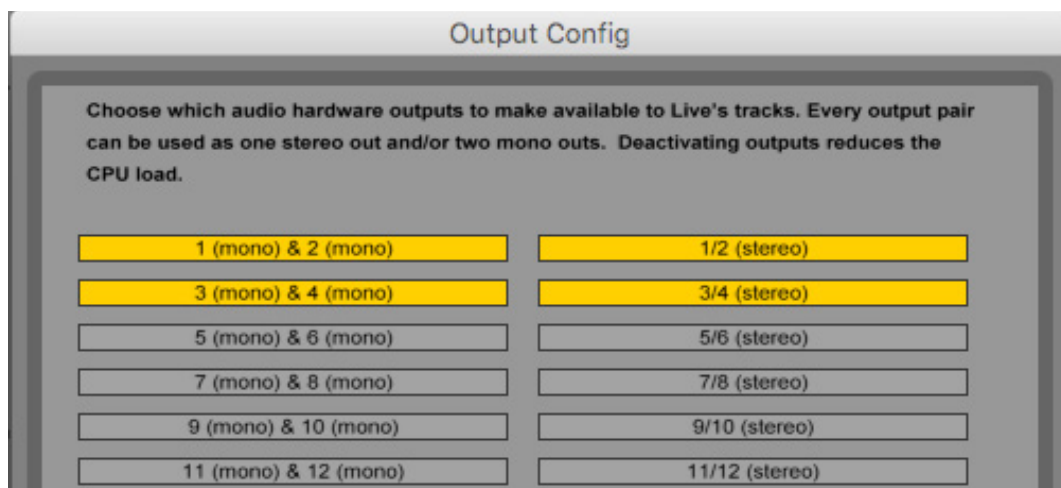 Output Config
Choose which audio hardware outputs to make available to Live's tracks. Every output pair
can be used as one stereo out and/or two mono outs.  Deactivating outputs reduces the
CPU load.
1 (mono) & 2 (mono)
1/2 (stereo)
3 (mono) & 4 (mono)
3/4 (stereo)
5 (mono) & 6 (mono)
5/6 (stereo)
7 (mono) & 8 (mono)
7/8 (stereo)
9 (mono) & 10 (mono)
9/10 (stereo)
11 (mono) & 12 (mono)
11/12 (stereo)